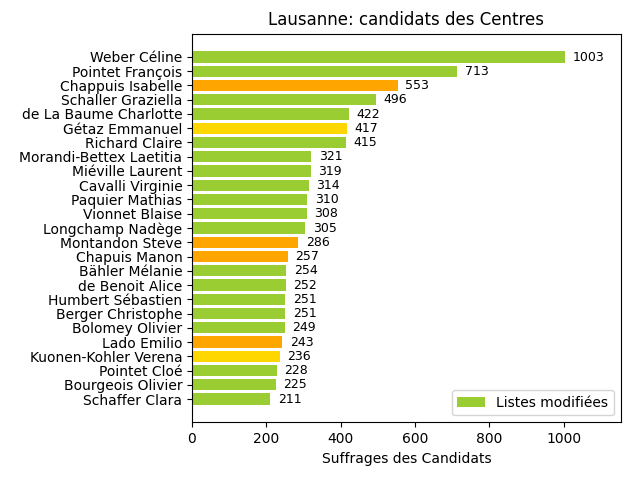 Lausanne: candidats des Centres
Weber Céline 1003
Pointet François 713
Chappuis Isabelle 553
Schaller Graziella 496
de La Baume Charlotte 422
Gétaz Emmanuel 417
Richard Claire 415
Morandi-Bettex Laetitia 321
Miéville Laurent 319
Cavalli Virginie 314
Paquier Mathias 310
Vionnet Blaise 308
Longchamp Nadège 305
Montandon Steve 286
Chapuis Manon 257
Bähler Mélanie 254
de Benoit Alice 252
Humbert Sébastien 251
Berger Christophe 251
Bolomey Olivier 249
Lado Emilio 243
Kuonen-Kohler Verena 236
Pointet Cloé 228
Bourgeois Olivier 225
Schaffer Clara 211
Listes modifiées
0 200 400 600 800 1000
Suffrages des Candidats